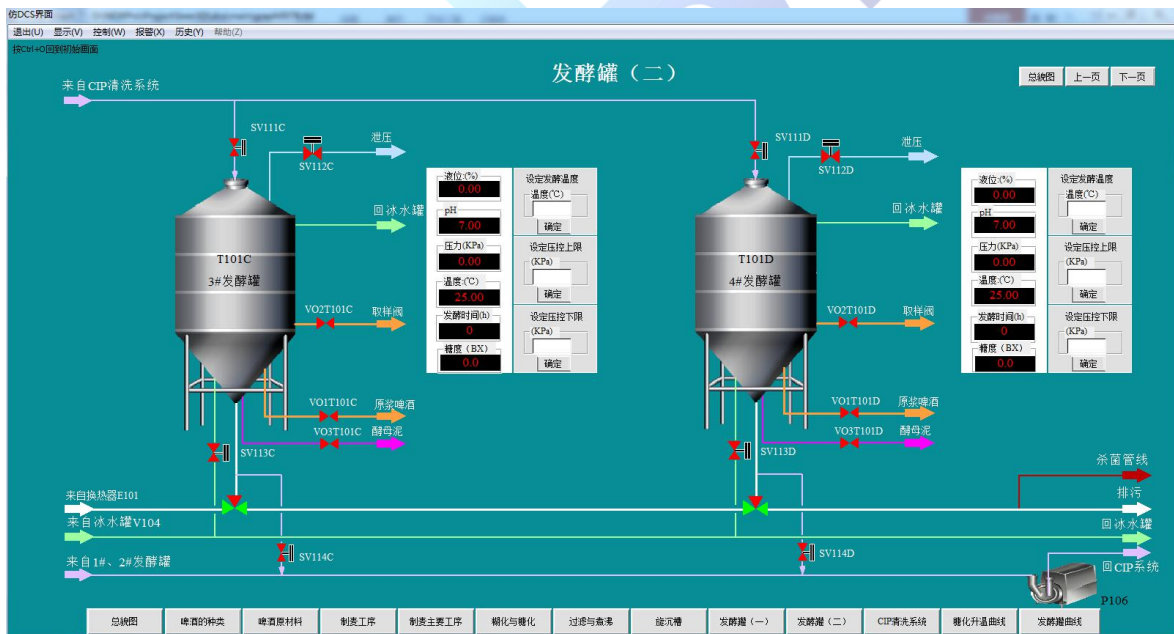 仿DCS界面
退出(U) 显示(V) 控制(W) 报警(X) 历史(Y) 帮助(Z)
按Ctrl+O回到初始画面
发酵罐（二）
总貌图 上一页 下一页
来自CIP清洗系统
SV111C
泄压
SV112C
SV111D
泄压
SV112D
液位:(%)
0.00
设定发酵温度
温度(℃)
确定
pH
7.00
回冰水罐
设定压控上限
(KPa)
确定
压力(KPa)
0.00
T101C
3#发酵罐
温度:(℃)
25.00
VO2T101C
取样阀
发酵时间(h)
0
设定压控下限
(KPa)
确定
糖度（BX）
0.0
液位:(%)
0.00
设定发酵温度
温度(℃)
确定
pH
7.00
回冰水罐
设定压控上限
(KPa)
确定
压力(KPa)
0.00
T101D
4#发酵罐
温度:(℃)
25.00
VO2T101D
取样阀
发酵时间(h)
0
设定压控下限
(KPa)
确定
糖度（BX）
0.0
VO1T101C
原浆啤酒
VO3T101C
酵母泥
SV113C
VO1T101D
原浆啤酒
VO3T101D
酵母泥
SV113D
杀菌管线
来自换热器E101
排污
来自冰水罐V104
回冰水罐
来自1#、2#发酵罐
SV114C
SV114D
回CIP系统
P106
总貌图 啤酒的种类 啤酒原材料 制麦工序 制麦主要工序 糊化与糖化 过滤与煮沸 旋沉槽 发酵罐（一） 发酵罐（二） CIP清洗系统 糖化升温曲线 发酵罐曲线